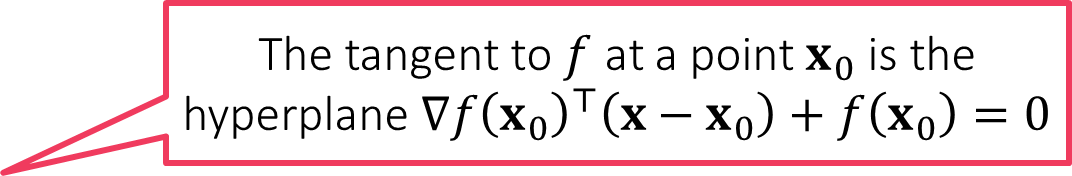 The tangent to 𝑓 at a point 𝐱₀ is the
hyperplane ∇𝑓(𝐱₀)ᵀ(𝐱 − 𝐱₀) + 𝑓(𝐱₀) = 0